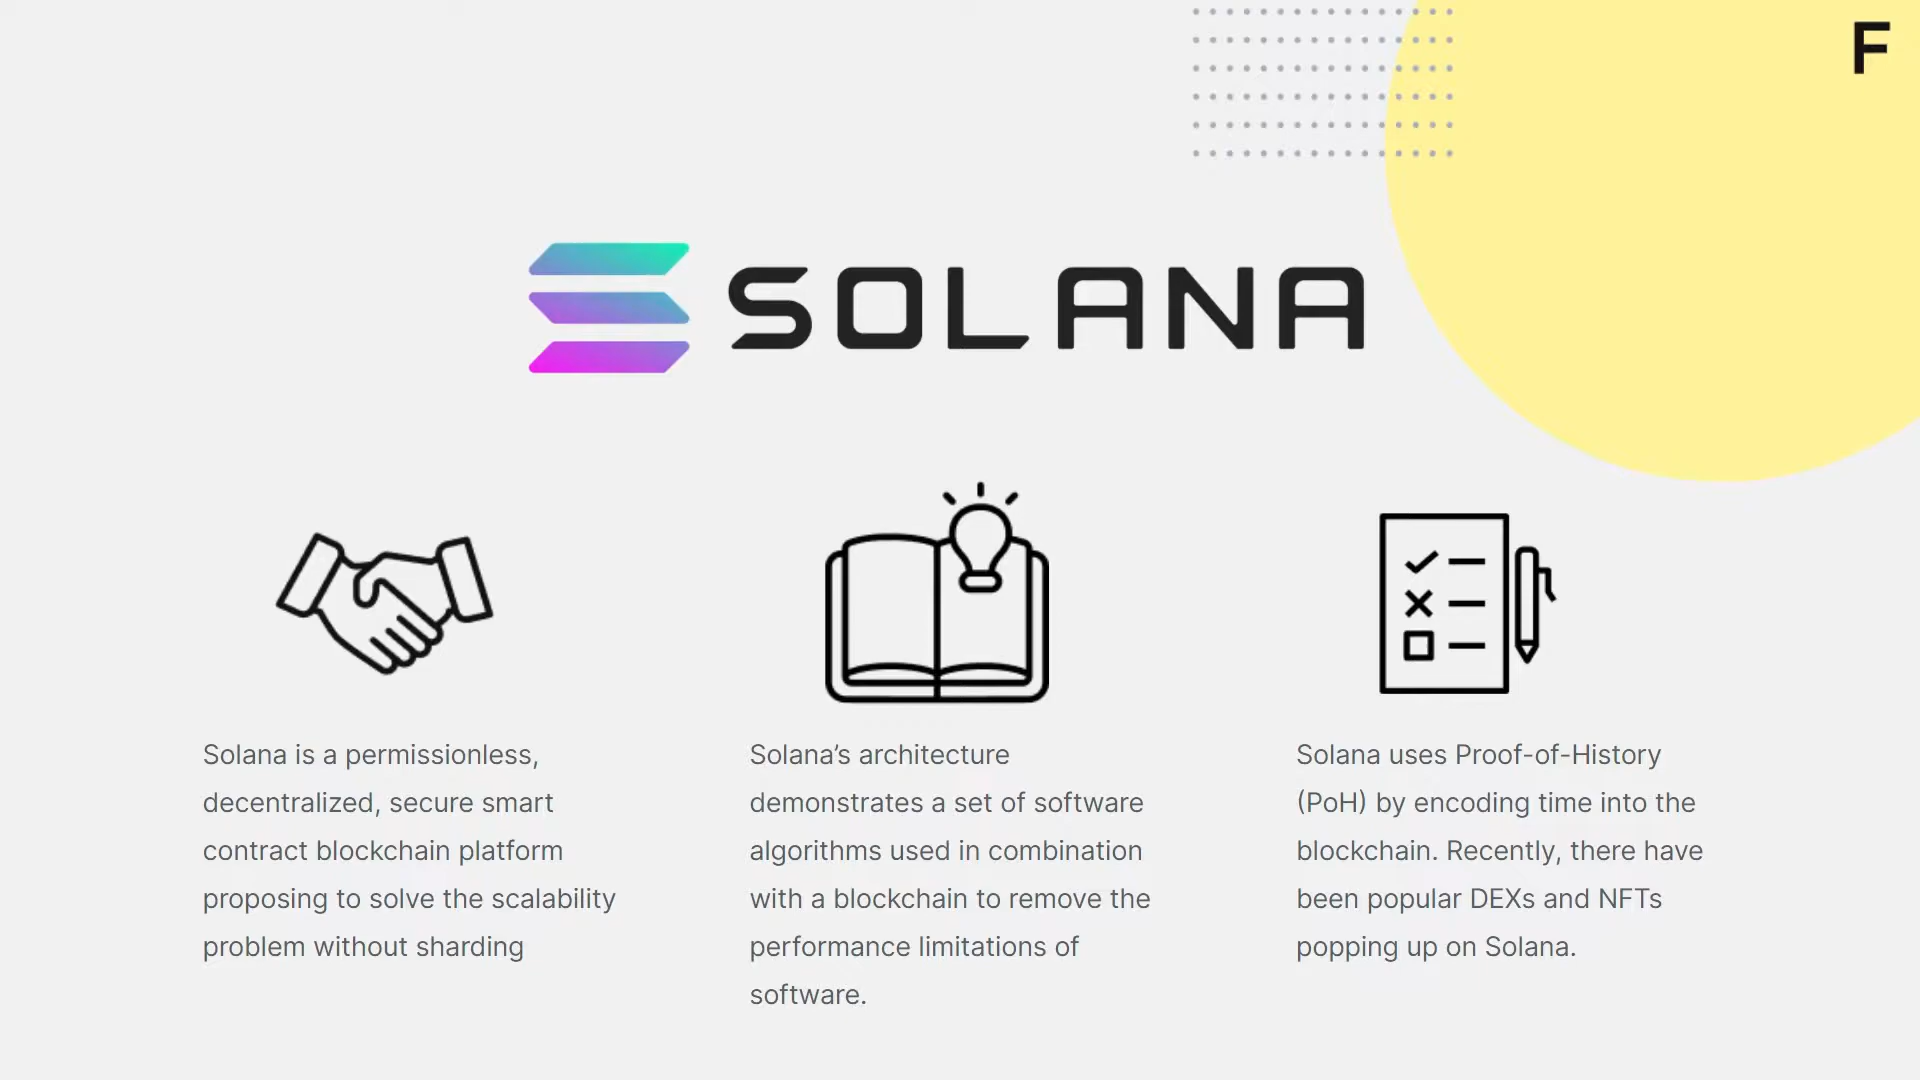 F
SOLANA
Solana is a permissionless,
decentralized, secure smart
contract blockchain platform
proposing to solve the scalability
problem without sharding
Solana’s architecture
demonstrates a set of software
algorithms used in combination
with a blockchain to remove the
performance limitations of
software.
Solana uses Proof-of-History
(PoH) by encoding time into the
blockchain. Recently, there have
been popular DEXs and NFTs
popping up on Solana.